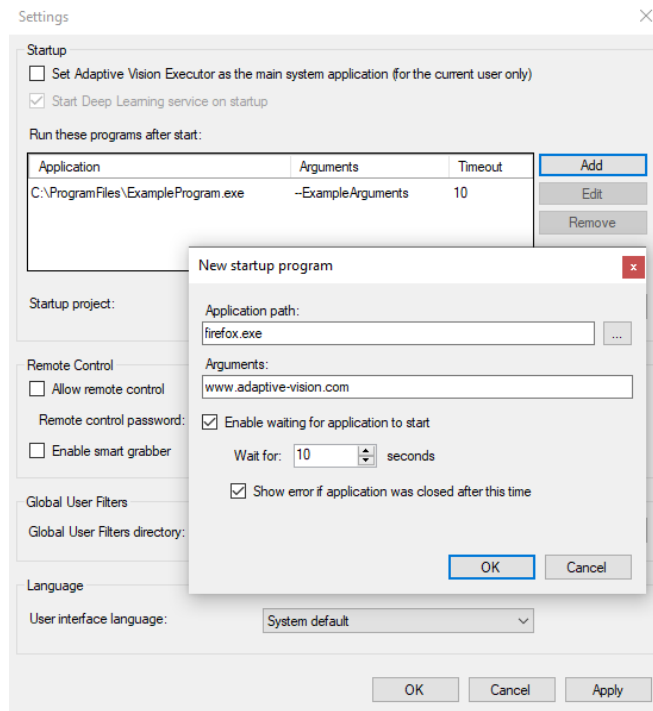 Settings
Startup
Set Adaptive Vision Executor as the main system application (for the current user only)
Start Deep Learning service on startup
Run these programs after start:
Application Arguments Timeout Add
C:\ProgramFiles\ExampleProgram.exe --ExampleArguments 10 Edit
Remove
New startup program
x
Startup project:
Application path:
firefox.exe
...
Arguments:
www.adaptive-vision.com
Remote Control
Allow remote control
Remote control password:
Enable smart grabber
Enable waiting for application to start
Wait for: 10 seconds
Show error if application was closed after this time
Global User Filters
Global User Filters directory:
OK Cancel
Language
User interface language: System default
OK Cancel Apply